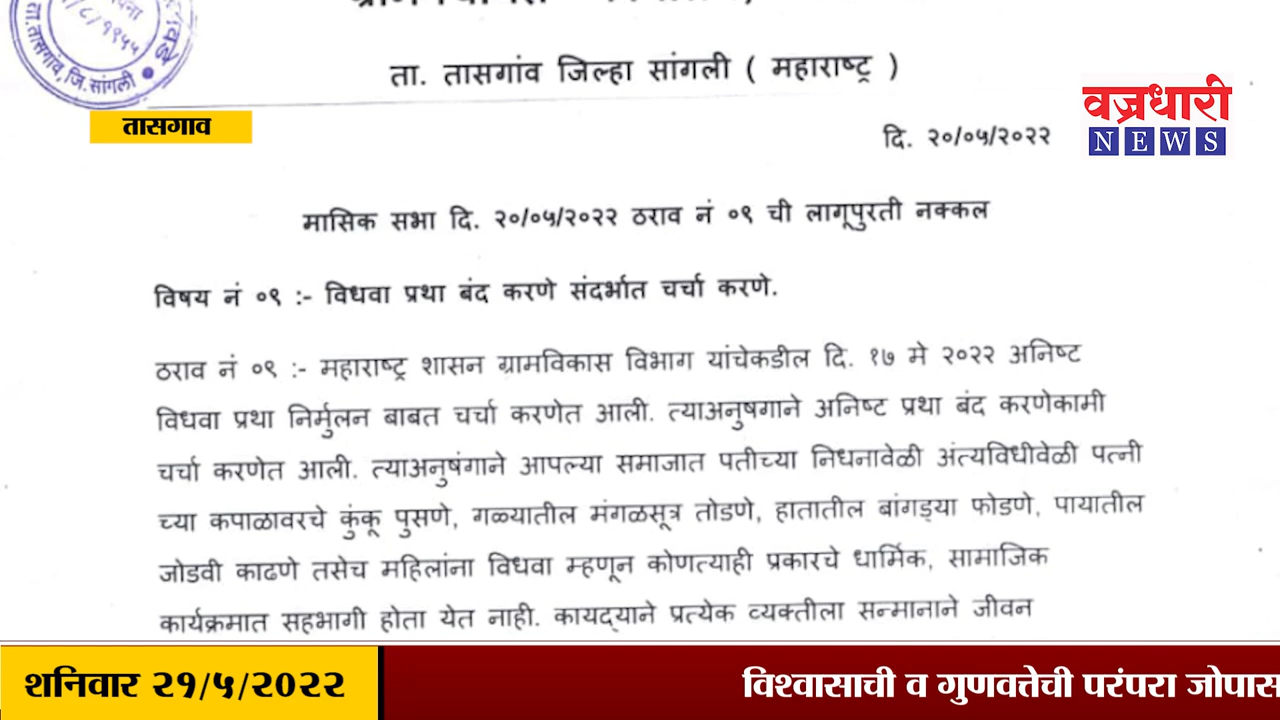 ता. तासगांव जिल्हा सांगली ( महाराष्ट्र )
ता.तासगांव, जि.सांगली
तासगाव
वज्रधारी
NEWS
दि. २०/०५/२०२२
मासिक सभा दि. २०/०५/२०२२ ठराव नं ०९ ची लागूपुरती नक्कल
विषय नं ०९ :- विधवा प्रथा बंद करणे संदर्भात चर्चा करणे.
ठराव नं ०९ :- महाराष्ट्र शासन ग्रामविकास विभाग यांचेकडील दि. १७ मे २०२२ अनिष्ट
विधवा प्रथा निर्मुलन बाबत चर्चा करणेत आली. त्याअनुषगाने अनिष्ट प्रथा बंद करणेकामी
चर्चा करणेत आली. त्याअनुषंगाने आपल्या समाजात पतीच्या निधनावेळी अंत्यविधीवेळी पत्नी
च्या कपाळावरचे कुंकू पुसणे, गळ्यातील मंगळसूत्र तोडणे, हातातील बांगड्या फोडणे, पायातील
जोडवी काढणे तसेच महिलांना विधवा म्हणून कोणत्याही प्रकारचे धार्मिक, सामाजिक
कार्यक्रमात सहभागी होता येत नाही. कायद्याने प्रत्येक व्यक्तीला सन्मानाने जीवन
शनिवार २१/५/२०२२
विश्वासाची व गुणवत्तेची परंपरा जोपास